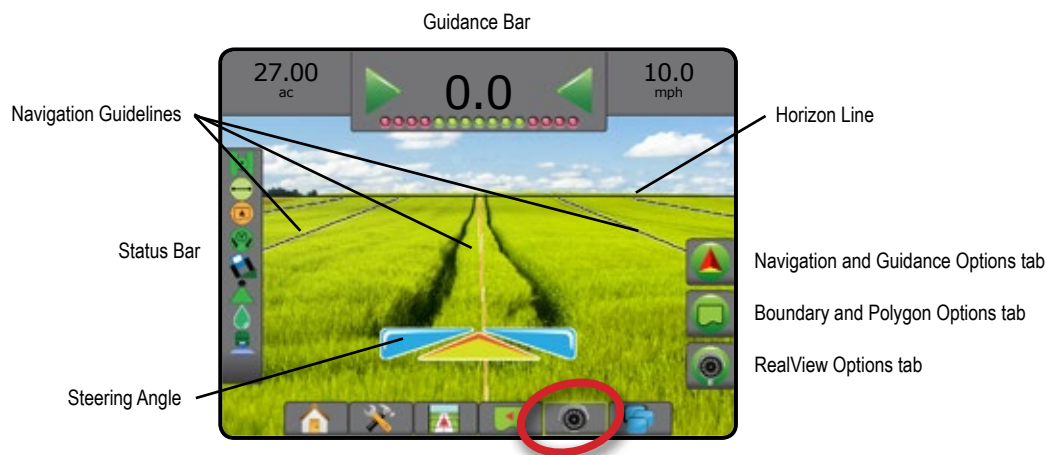 Guidance Bar
27.00
ac
0.0
10.0
mph
Navigation Guidelines
Horizon Line
Status Bar
Navigation and Guidance Options tab
Boundary and Polygon Options tab
RealView Options tab
Steering Angle